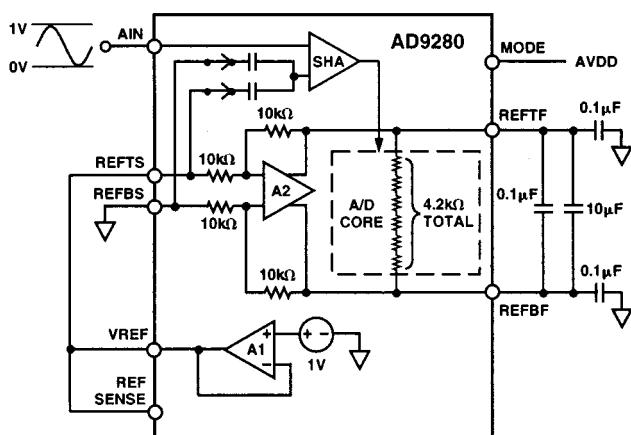 1V
0V
AIN
AD9280
SHA
MODE
AVDD
10kΩ
REFTF
0.1µF
REFTS
10kΩ
REFBS
A2
10kΩ
A/D
CORE
4.2kΩ
TOTAL
0.1µF
10µF
10kΩ
0.1µF
REFBF
VREF
A1
+
−
+ −
1V
REF
SENSE